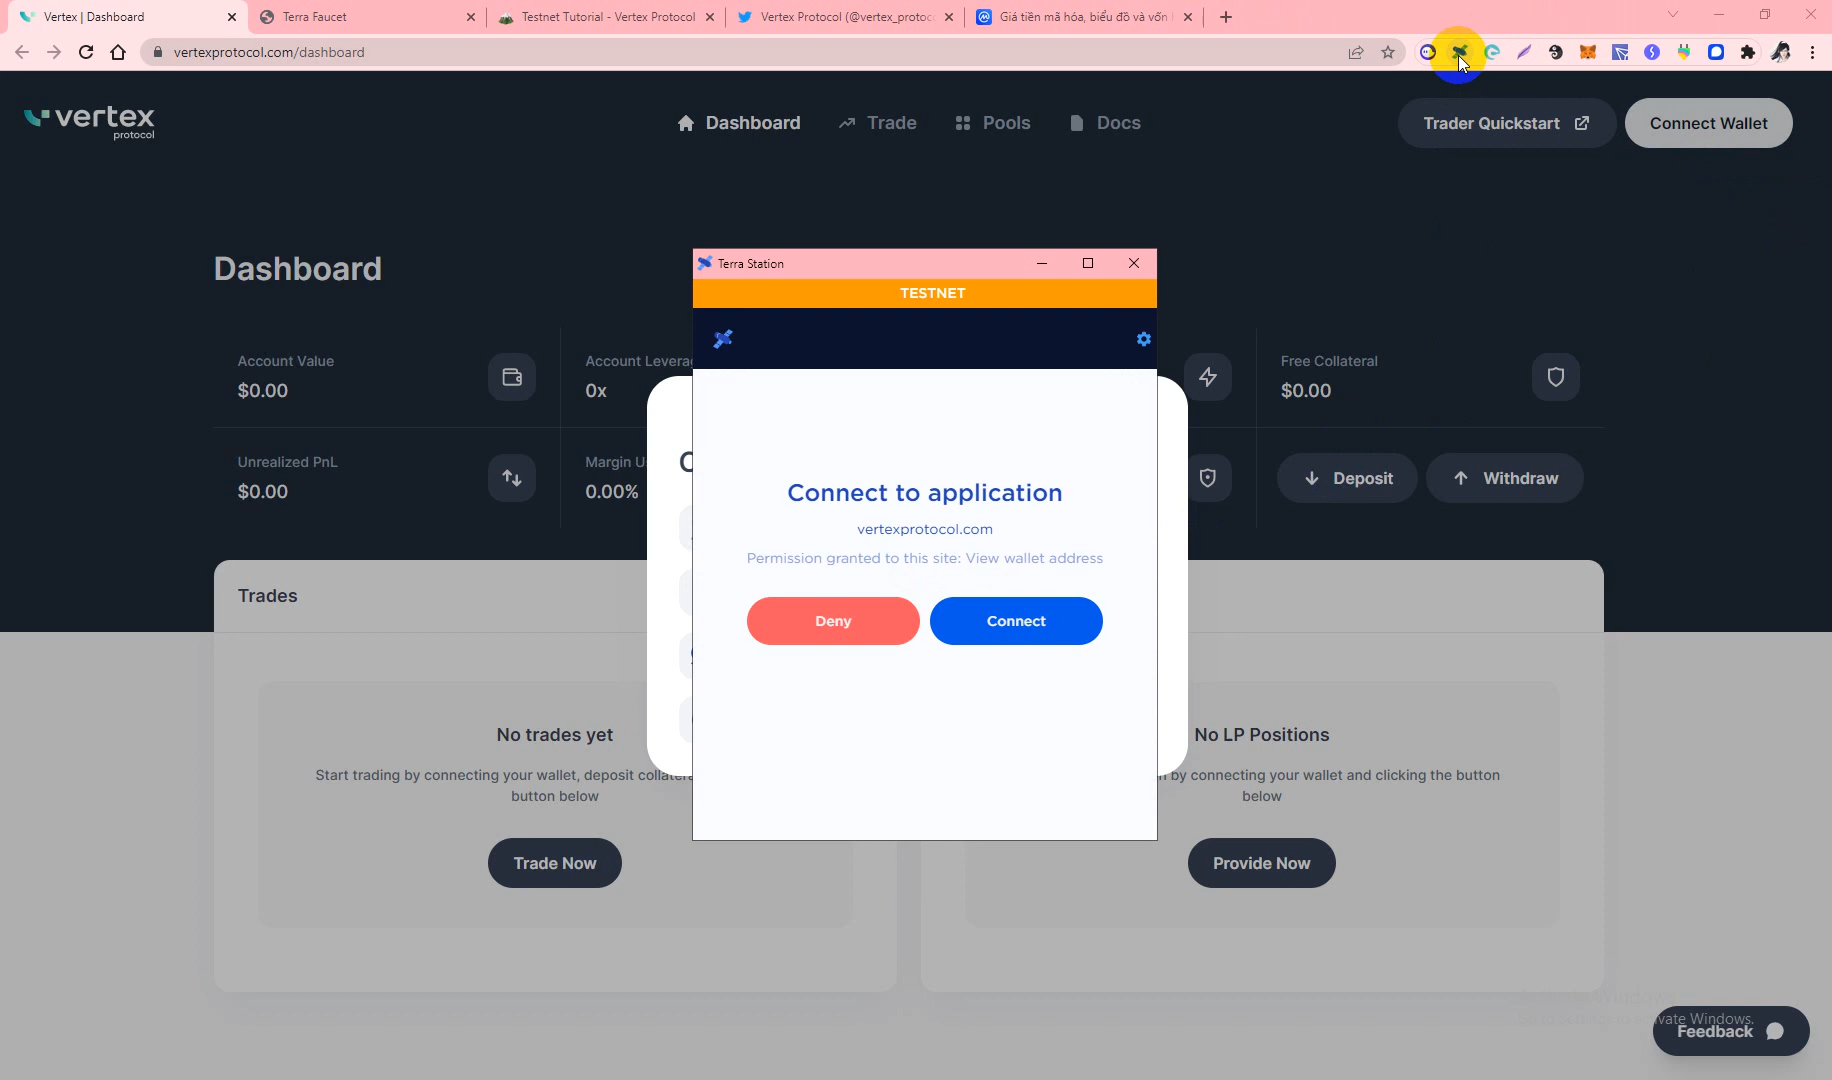 Vertex | Dashboard
Terra Faucet
Testnet Tutorial - Vertex Protocol
Vertex Protocol (@vertex_protoc
Giá tiền mã hóa, biểu đồ và vốn
vertexprotocol.com/dashboard
vertex
protocol
Dashboard
Trade
Pools
Docs
Trader Quickstart
Connect Wallet
Dashboard
Account Value
$0.00
Account Levera
0x
Free Collateral
$0.00
Unrealized PnL
$0.00
Margin U
0.00%
Deposit
Withdraw
Terra Station
TESTNET
Connect to application
vertexprotocol.com
Permission granted to this site: View wallet address
Deny
Connect
Trades
No trades yet
Start trading by connecting your wallet, deposit collatera
button below
Trade Now
No LP Positions
by connecting your wallet and clicking the button
below
Provide Now
vate Windows.
Feedback